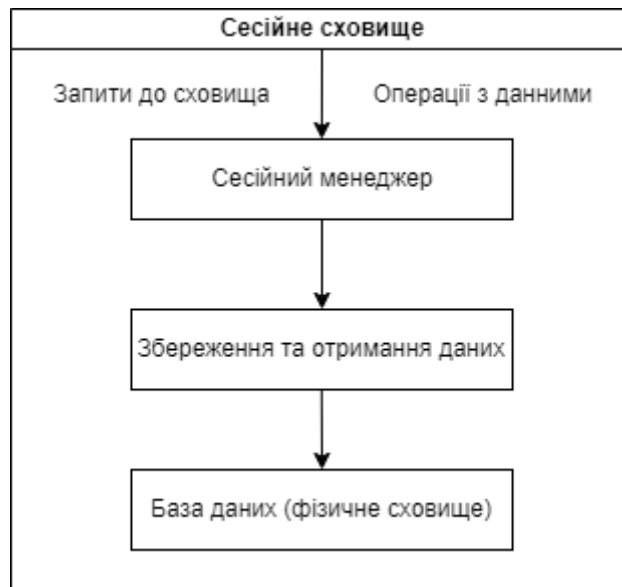 Сесійне сховище
Запити до сховища
Операції з данними
Сесійний менеджер
Збереження та отримання даних
База даних (фізичне сховище)